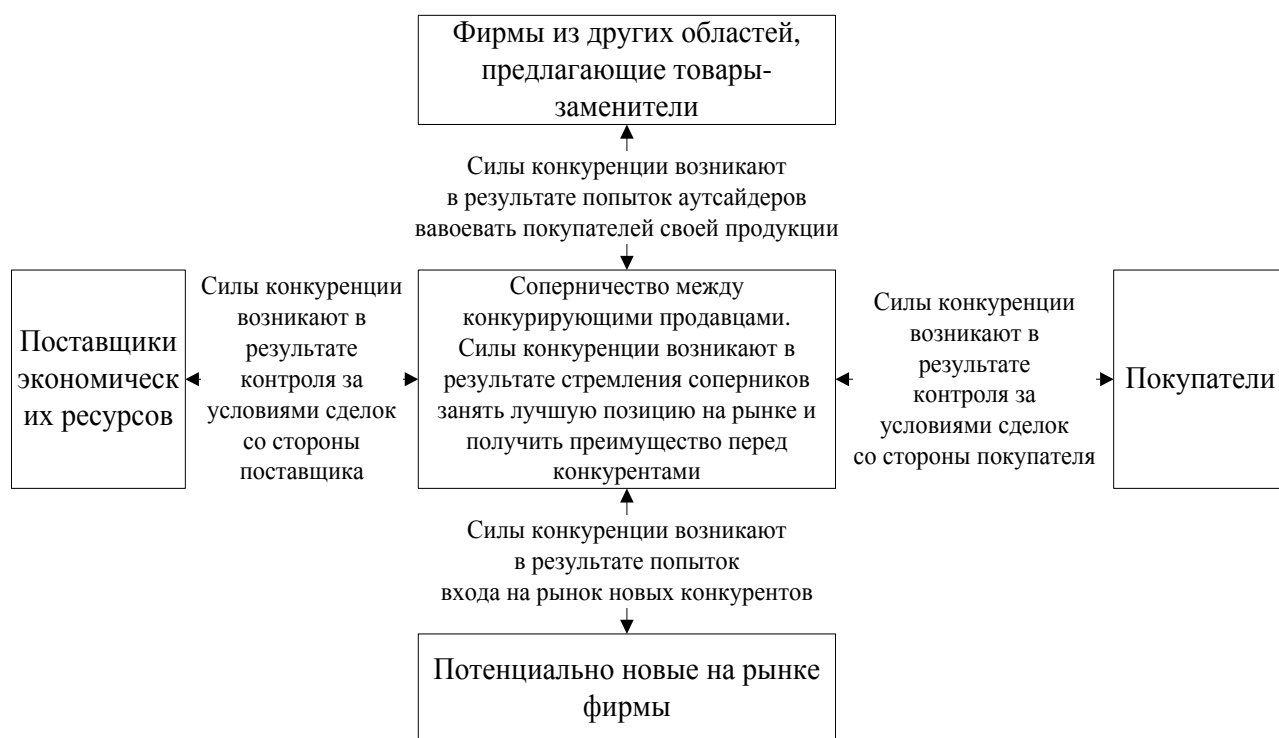 Фирмы из других областей,
предлагающие товары-
заменители
Силы конкуренции возникают
в результате попыток аутсайдеров
вавоевать покупателей своей продукции
Поставщики
экономическ
их ресурсов
Силы конкуренции
возникают в
результате
контроля за
условиями сделок
со стороны
поставщика
Соперничество между
конкурирующими продавцами.
Силы конкуренции возникают в
результате стремления соперников
занять лучшую позицию на рынке и
получить преимущество перед
конкурентами
Силы конкуренции
возникают в
результате
контроля за
условиями сделок
со стороны покупателя
Покупатели
Силы конкуренции возникают
в результате попыток
входа на рынок новых конкурентов
Потенциально новые на рынке
фирмы